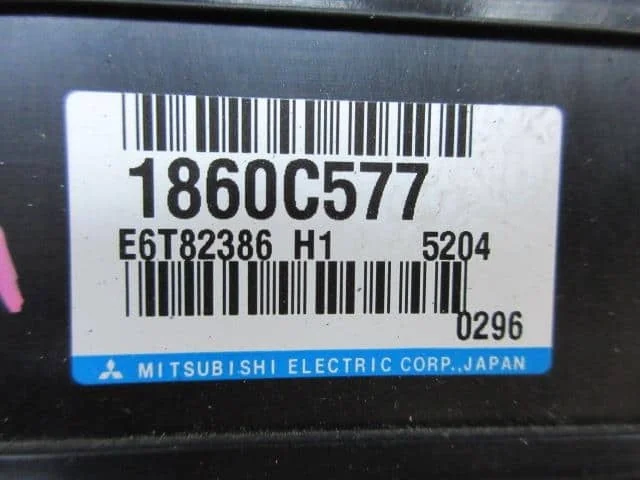 1860C577
E6T82386 H1 5204
0296
MITSUBISHI ELECTRIC CORP.,JAPAN